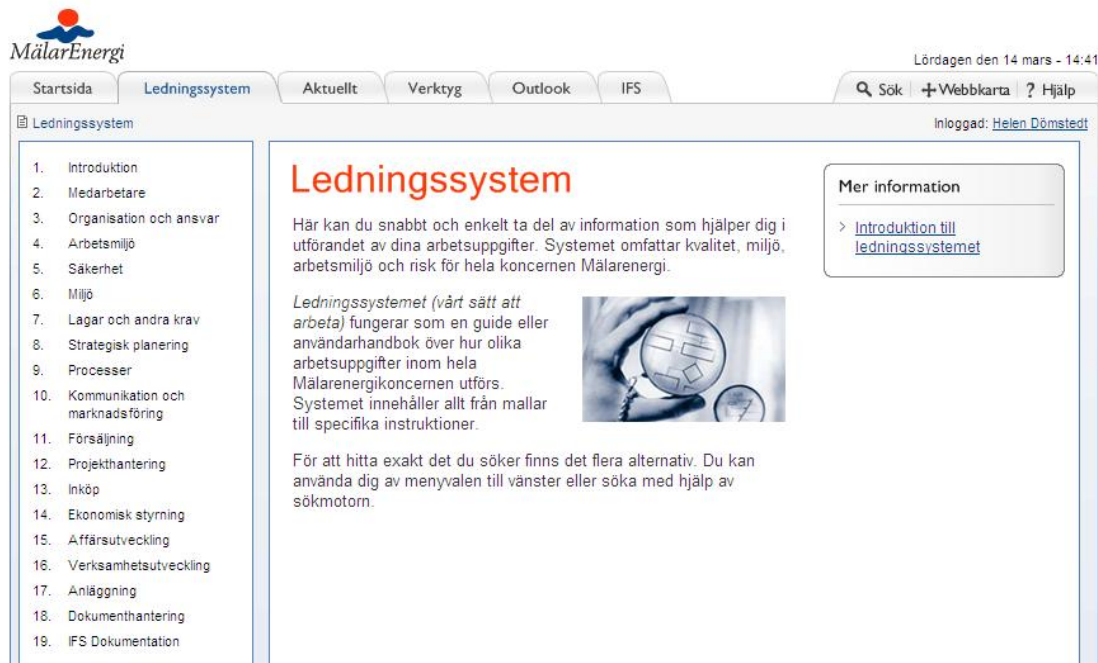 MälarEnergi
Lördagen den 14 mars - 14:41
Startsida Ledningssystem Aktuellt Verktyg Outlook IFS Sök Webbkarta ? Hjälp
Ledningssystem Inloggad: Helen Dömstedt
1. Introduktion
2. Medarbetare
3. Organisation och ansvar
4. Arbetsmiljö
5. Säkerhet
6. Miljö
7. Lagar och andra krav
8. Strategisk planering
9. Processer
10. Kommunikation och
marknadsföring
11. Försäljning
12. Projekthantering
13. Inköp
14. Ekonomisk styrning
15. Affärsutveckling
16. Verksamhetsutveckling
17. Anläggning
18. Dokumenthantering
19. IFS Dokumentation
Ledningssystem
Här kan du snabbt och enkelt ta del av information som hjälper dig i
utförandet av dina arbetsuppgifter. Systemet omfattar kvalitet, miljö,
arbetsmiljö och risk för hela koncernen Mälarenergi.
Ledningssystemet (vårt sätt att
arbeta) fungerar som en guide eller
användarhandbok över hur olika
arbetsuppgifter inom hela
Mälarenergikoncernen utförs.
Systemet innehåller allt från mallar
till specifika instruktioner.
För att hitta exakt det du söker finns det flera alternativ. Du kan
använda dig av menyvalen till vänster eller söka med hjälp av
sökmotorn.
Mer information
> Introduktion till
ledningssystemet